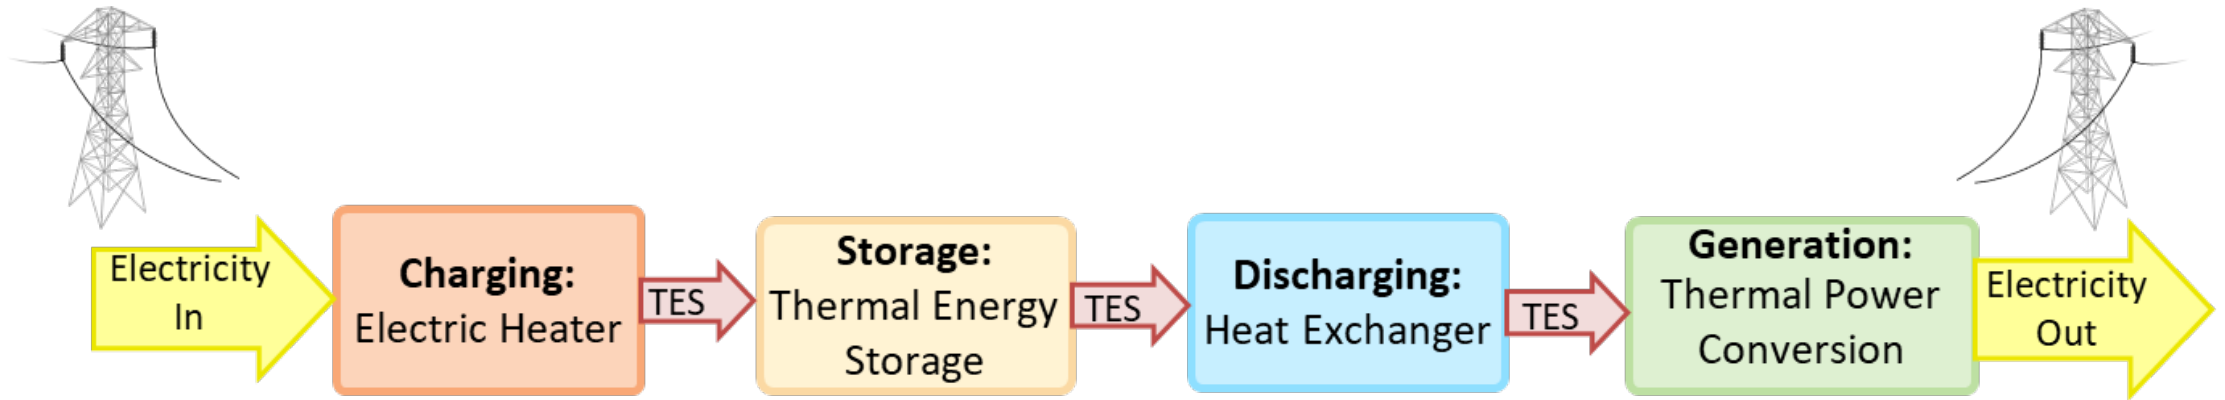 Electricity
In
Charging:
Electric Heater
TES
Storage:
Thermal Energy
Storage
TES
Discharging:
Heat Exchanger
TES
Generation:
Thermal Power
Conversion
Electricity
Out